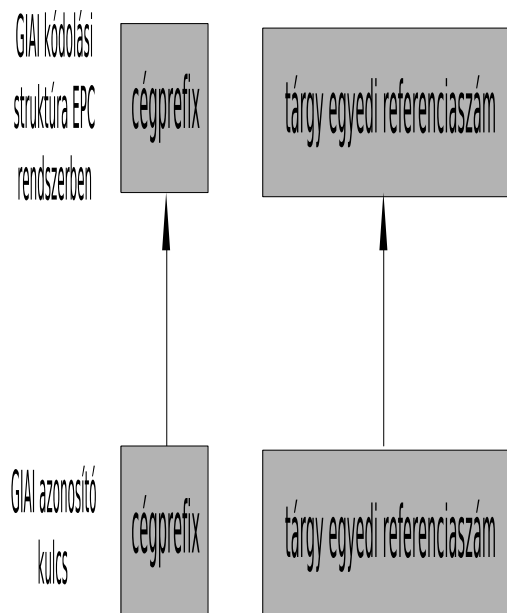 GIAI kódolási
struktúra EPC
rendszerben
cégprefix
tárgy egyedi referenciaszám
GIAI azonosító
kulcs
cégprefix
tárgy egyedi referenciaszám